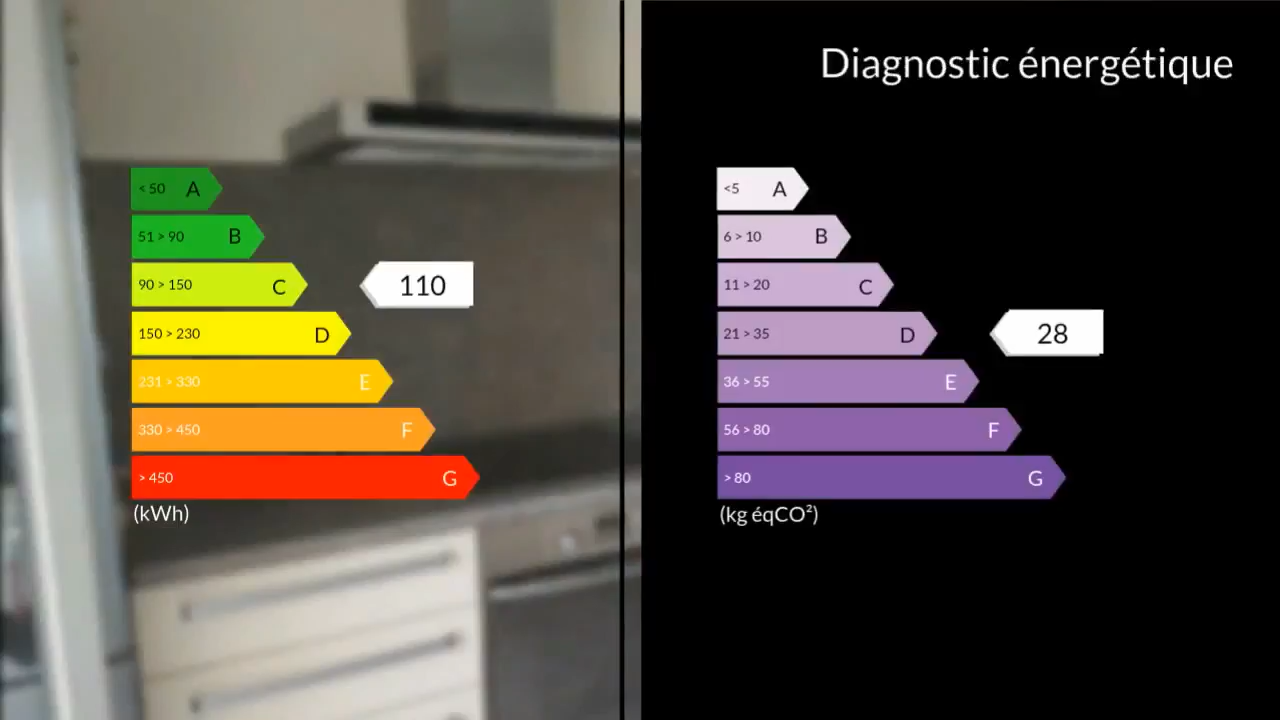 Diagnostic énergétique
< 50 A
51 > 90 B
90 > 150 C
110
150 > 230 D
231 > 330 E
330 > 450 F
> 450 G
(kWh)
<5 A
6 > 10 B
11 > 20 C
21 > 35 D
28
36 > 55 E
56 > 80 F
> 80 G
(kg éqCO²)